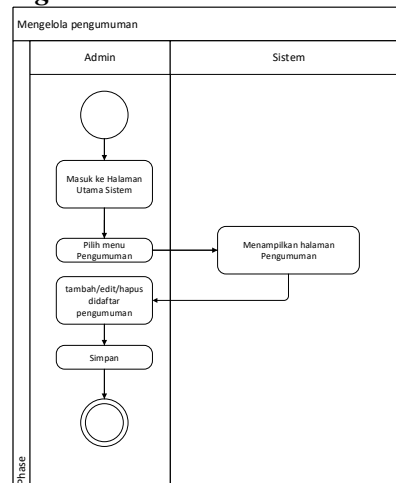 Mengelola pengumuman
Admin
Sistem
Masuk ke Halaman
Utama Sistem
Pilih menu
Pengumuman
Menampilkan halaman
Pengumuman
tambah/edit/hapus
didaftar
pengumuman
Simpan
Phase